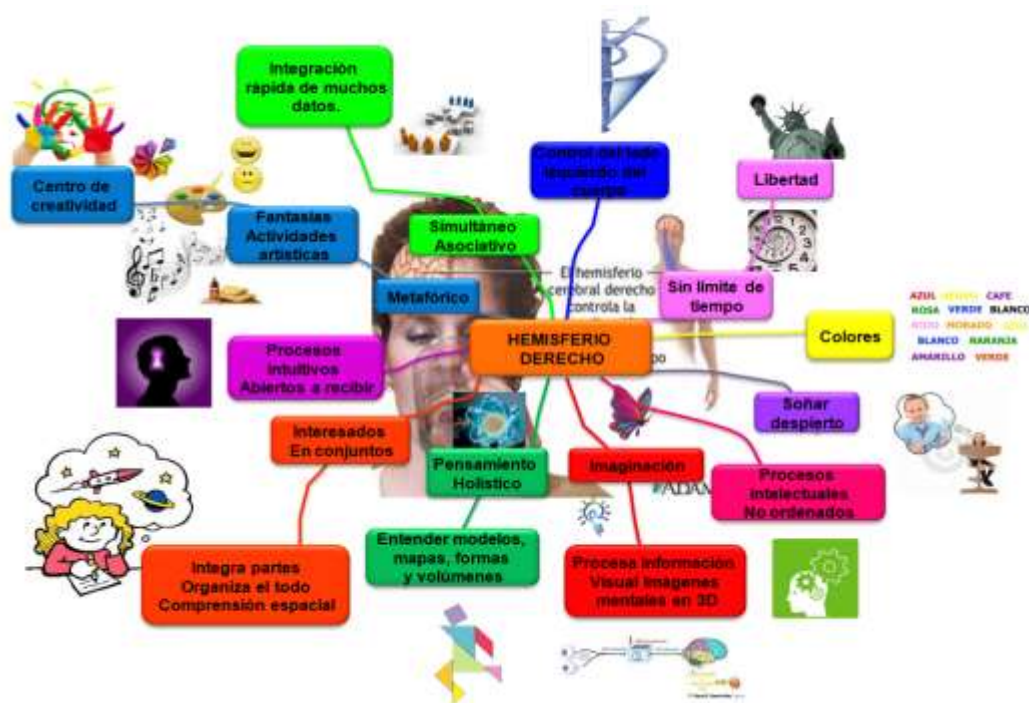 Integración
rápida de muchos
datos.
Control del lado
izquierdo del
cuerpo
Libertad
Centro de
creatividad
Fantasías
Actividades
artísticas
Simultáneo
Asociativo
El hemisferio
cerebral derecho
controla la
Metafórico
Sin límite de
tiempo
HEMISFERIO
DERECHO
Colores
AZUL CAFE
ROSA VERDE BLANCO
ROJO MORADO
BLANCO NARANJA
AMARILLO VERDE
Procesos
intuitivos
Abiertos a recibir
Soñar
despierto
Interesados
En conjuntos
Pensamiento
Holístico
Imaginación
ADAM
Procesos
intelectuales
No ordenados
Entender modelos,
mapas, formas
y volúmenes
Integra partes
Organiza el todo
Comprensión espacial
Procesa información
Visual Imágenes
mentales en 3D